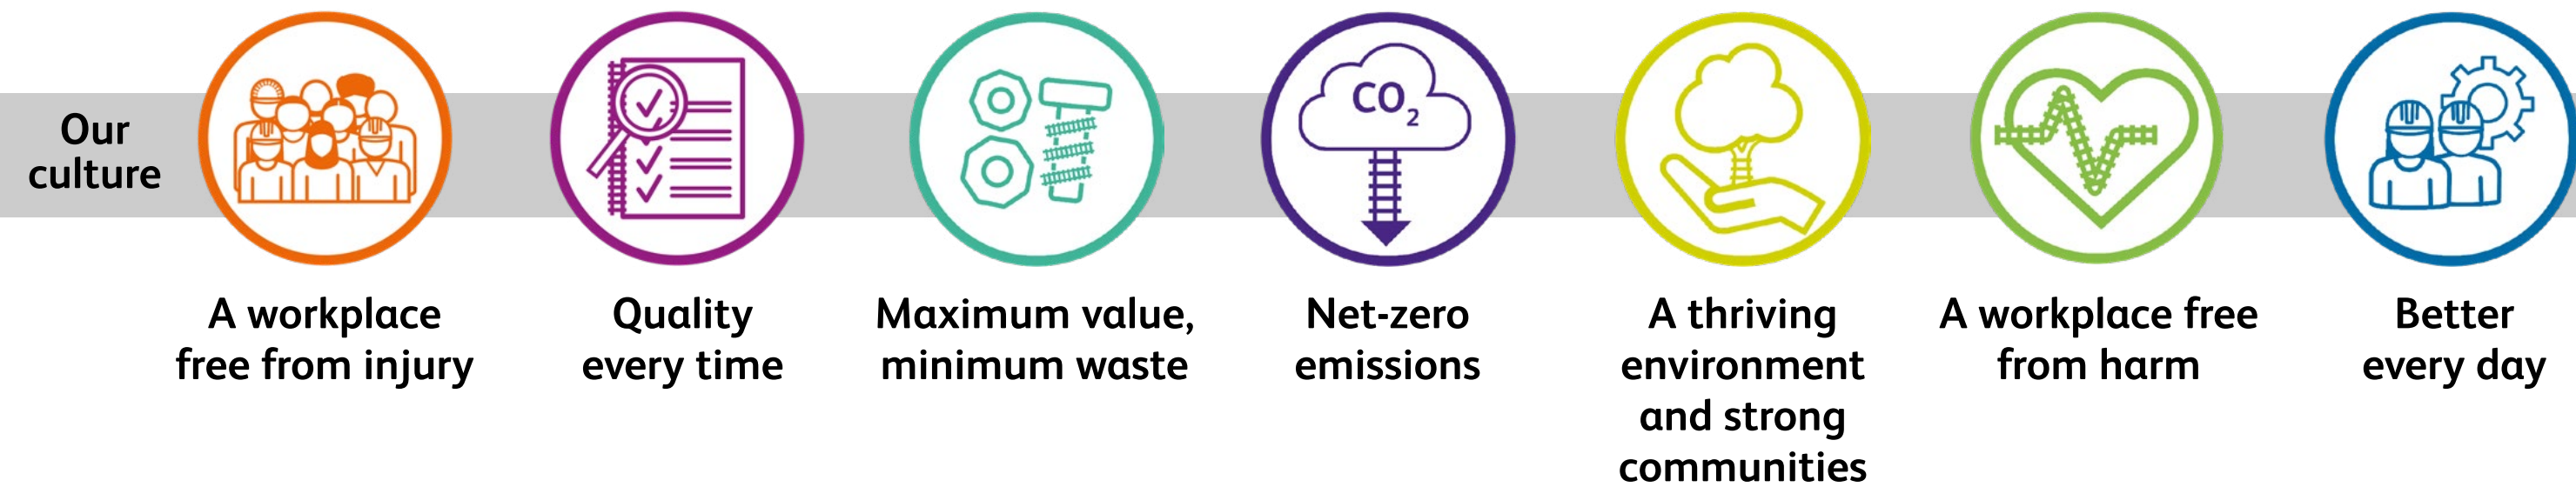 Our
culture
CO2
A workplace
free from injury
Quality
every time
Maximum value,
minimum waste
Net-zero
emissions
A thriving
environment
and strong
communities
A workplace free
from harm
Better
every day